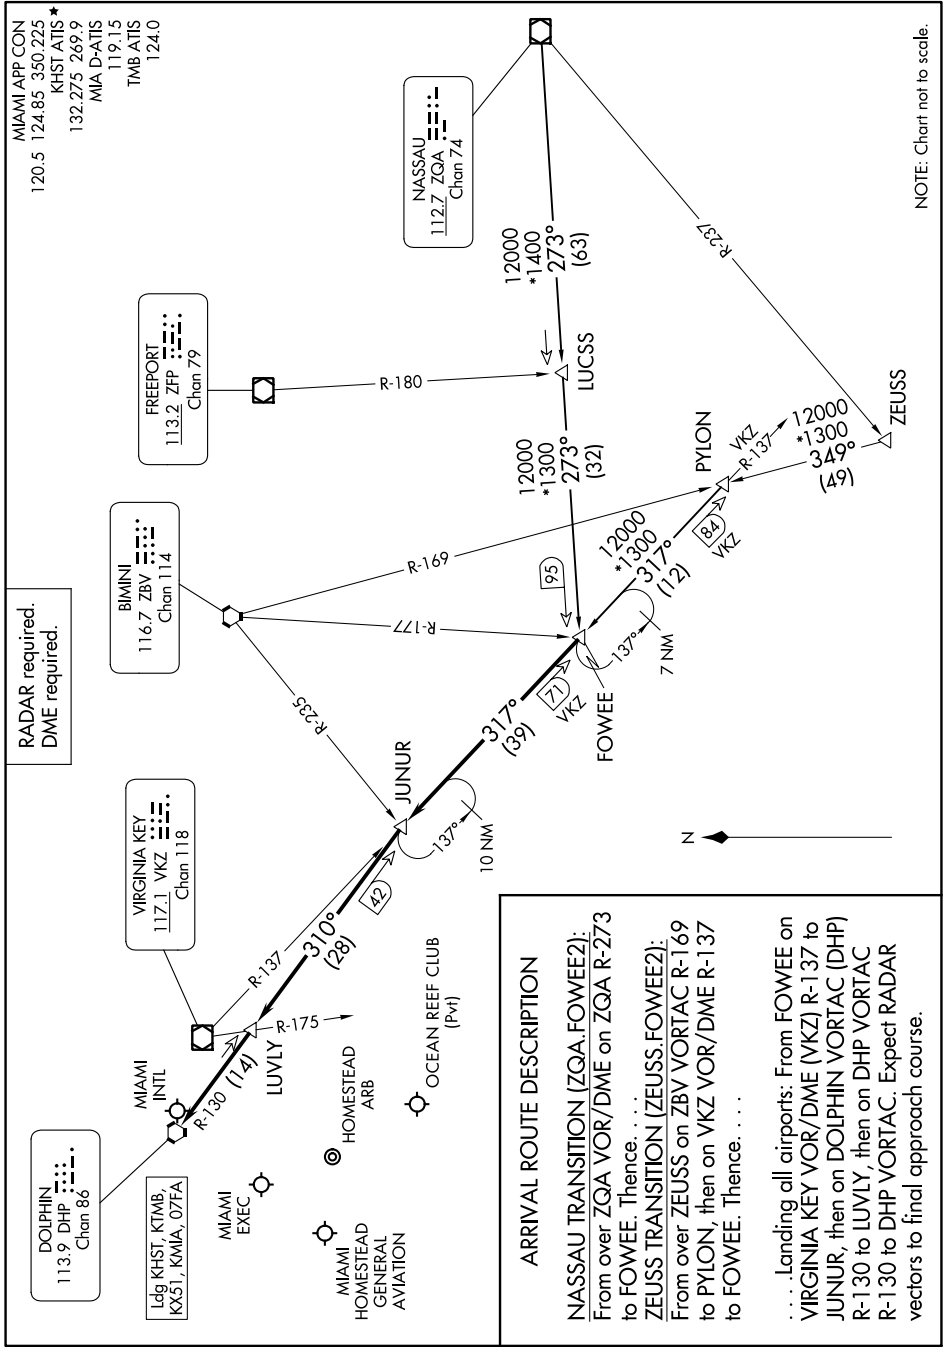 MIAMI APP CON
120.5 124.85 350.225
KHST ATIS ★
132.275 269.9
MIA D-ATIS
119.15
TMB ATIS
124.0
RADAR required.
DME required.
DOLPHIN
113.9 DHP
Chan 86
Ldg KHST, KTMB,
KX51, KMIA, 07FA
VIRGINIA KEY
117.1 VKZ
Chan 118
BIMINI
116.7 ZBV
Chan 114
FREEPORT
113.2 ZFP
Chan 79
NASSAU
112.7 ZQA
Chan 74
MIAMI
INTL
MIAMI
EXEC
MIAMI
HOMESTEAD
GENERAL
AVIATION
HOMESTEAD
ARB
OCEAN REEF CLUB
(Pvt)
R-130
(14)
LUVLY
R-175
R-137
310°
(28)
42
JUNUR
137°
10 NM
R-235
317°
(39)
71
VKZ
FOWEE
137°
7 NM
R-177
R-169
95
12000
*1300
273°
(32)
R-180
LUCSS
12000
*1400
273°
(63)
12000
*1300
317°
(12)
84
VKZ
PYLON
VKZ
R-137
12000
*1300
349°
(49)
ZEUSS
R-237
N
NOTE: Chart not to scale.
ARRIVAL ROUTE DESCRIPTION
NASSAU TRANSITION (ZQA.FOWEE2):
From over ZQA VOR/DME on ZQA R-273
to FOWEE. Thence. . . .
ZEUSS TRANSITION (ZEUSS.FOWEE2):
From over ZEUSS on ZBV VORTAC R-169
to PYLON, then on VKZ VOR/DME R-137
to FOWEE. Thence. . . .
. . . .Landing all airports: From FOWEE on
VIRGINIA KEY VOR/DME (VKZ) R-137 to
JUNUR, then on DOLPHIN VORTAC (DHP)
R-130 to LUVLY, then on DHP VORTAC
R-130 to DHP VORTAC. Expect RADAR
vectors to final approach course.